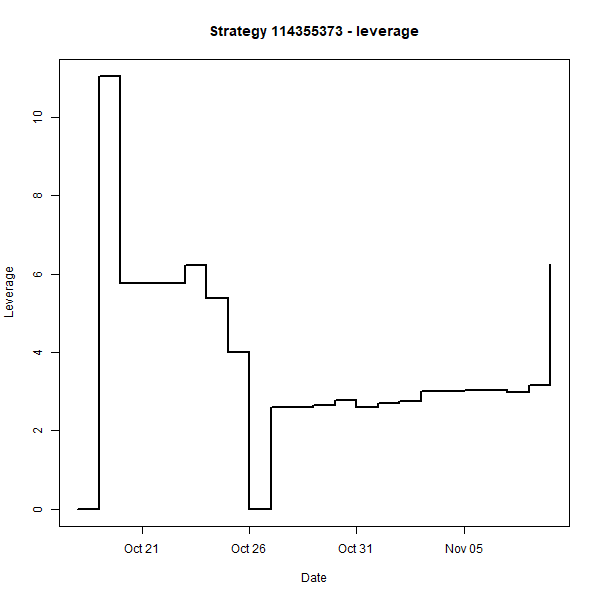 Strategy 114355373 - leverage
Leverage
10
8
6
4
2
0
Oct 21
Oct 26
Oct 31
Nov 05
Date